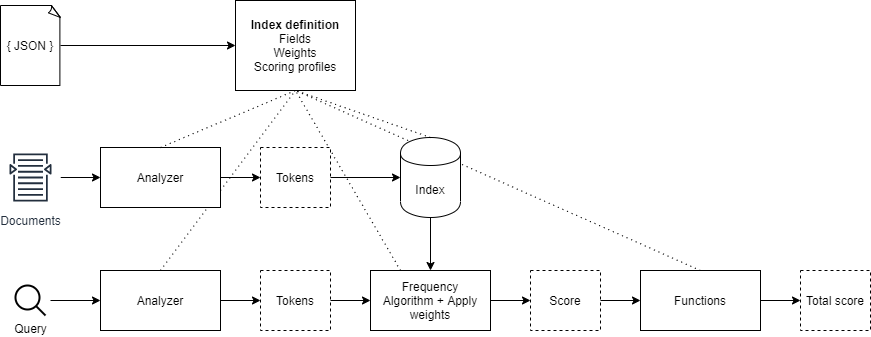 { JSON }
Index definition
Fields
Weights
Scoring profiles
Documents
Analyzer
Tokens
Index
Query
Analyzer
Tokens
Frequency
Algorithm + Apply
weights
Score
Functions
Total score